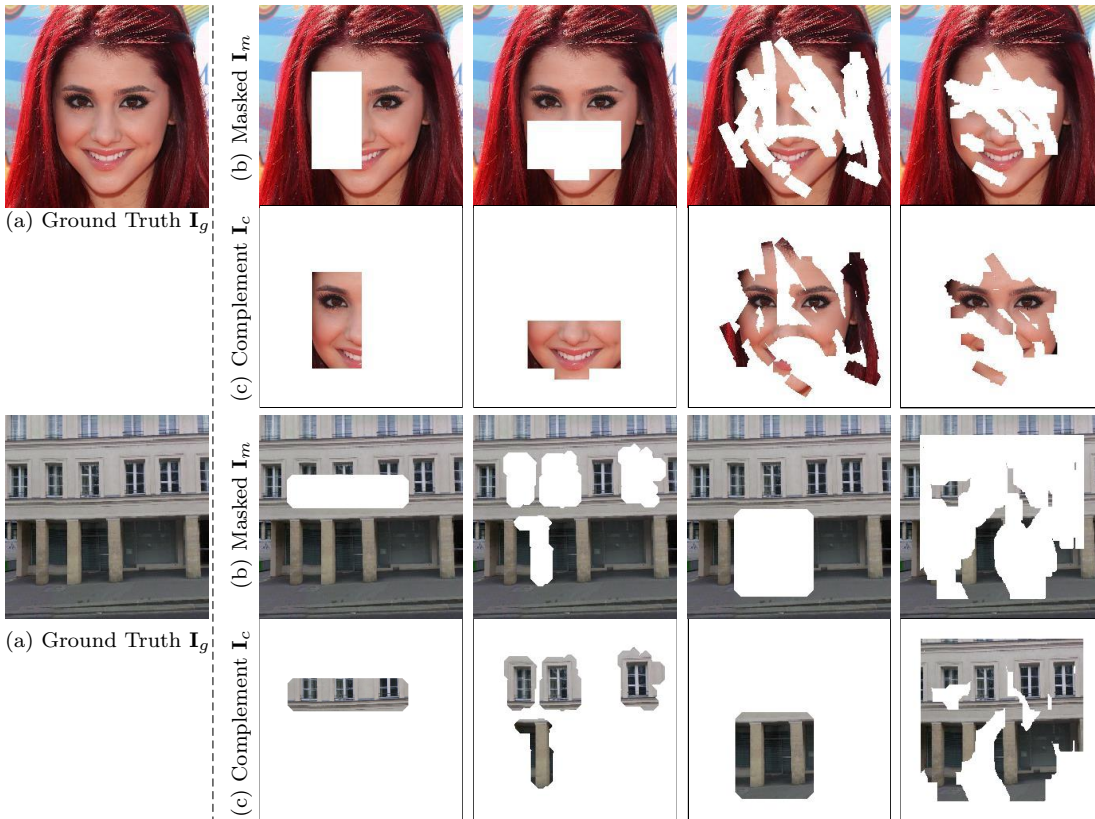 (a) Ground Truth I_g
(b) Masked I_m
(c) Complement I_c
(a) Ground Truth I_g
(b) Masked I_m
(c) Complement I_c